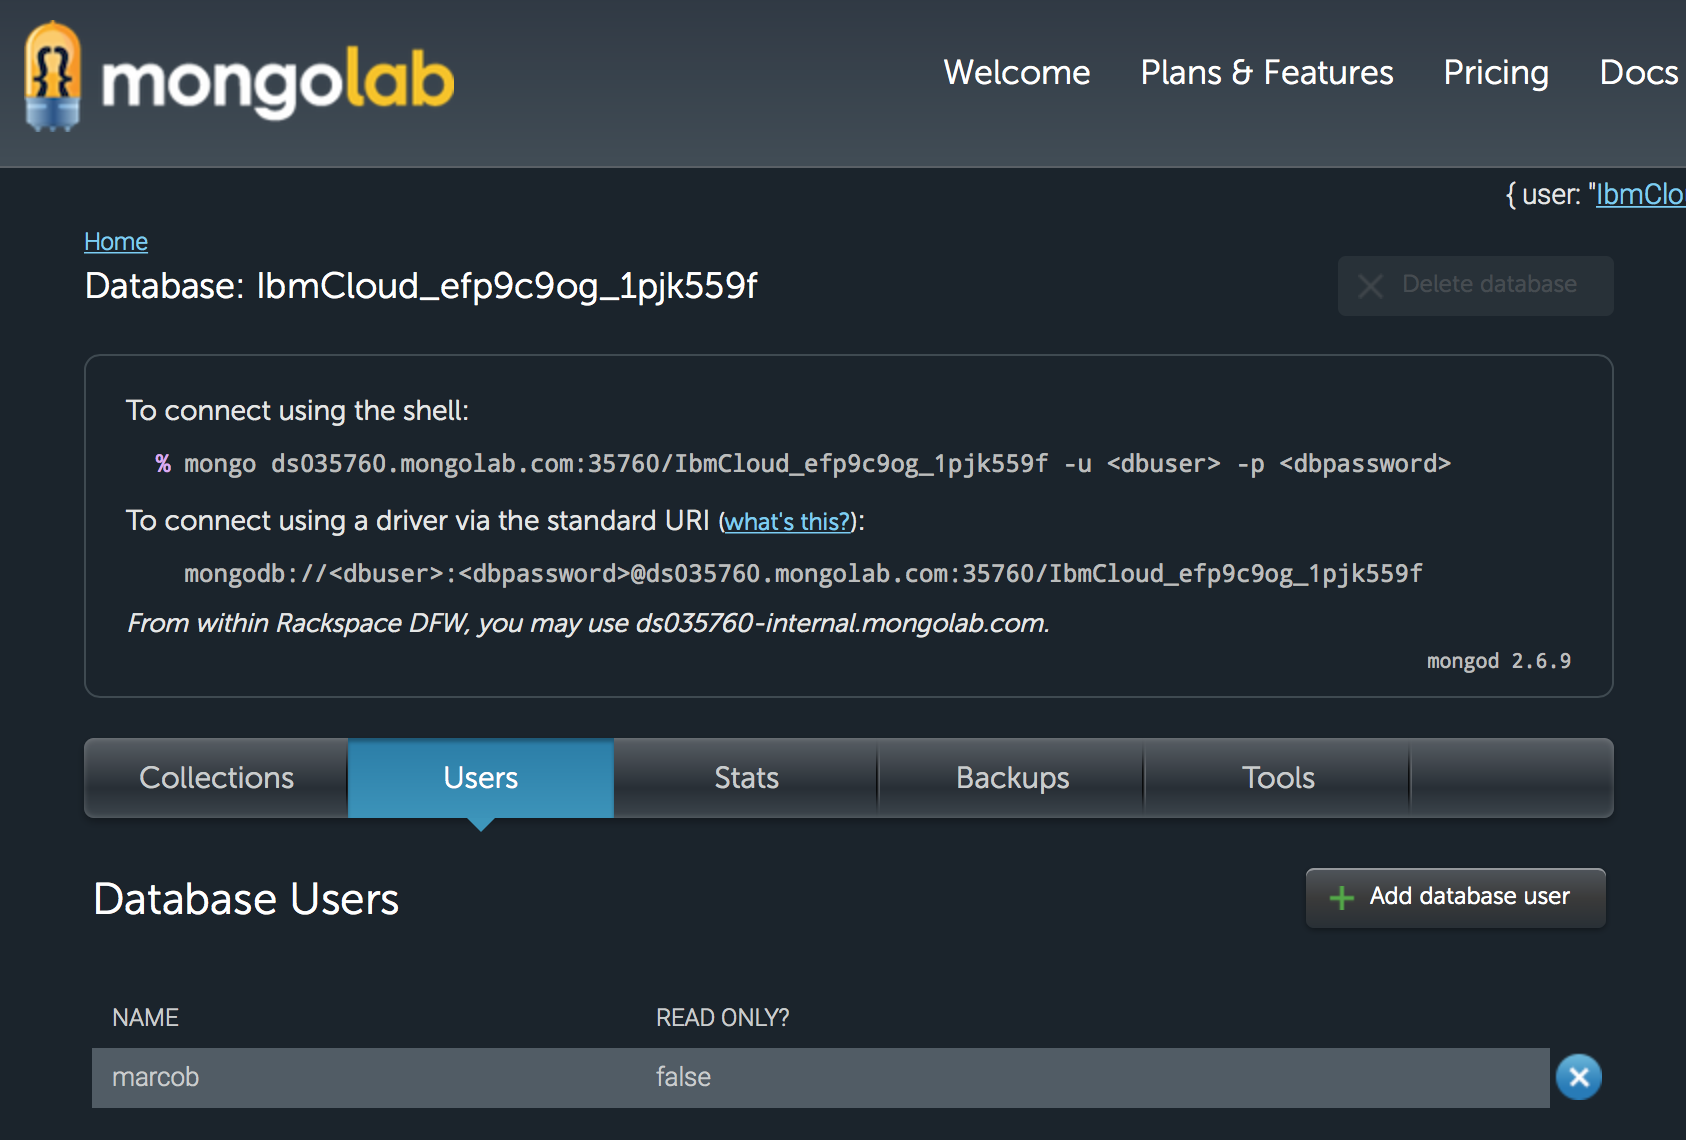 mongolab
Welcome Plans & Features Pricing Docs
{ user: "IbmClo
Home
Database: IbmCloud_efp9c9og_1pjk559f
Delete database
To connect using the shell:
% mongo ds035760.mongolab.com:35760/IbmCloud_efp9c9og_1pjk559f -u <dbuser> -p <dbpassword>
To connect using a driver via the standard URI (what's this?):
mongodb://<dbuser>:<dbpassword>@ds035760.mongolab.com:35760/IbmCloud_efp9c9og_1pjk559f
From within Rackspace DFW, you may use ds035760-internal.mongolab.com.
mongod 2.6.9
Collections Users Stats Backups Tools
Database Users
Add database user
NAME READ ONLY?
marcob false